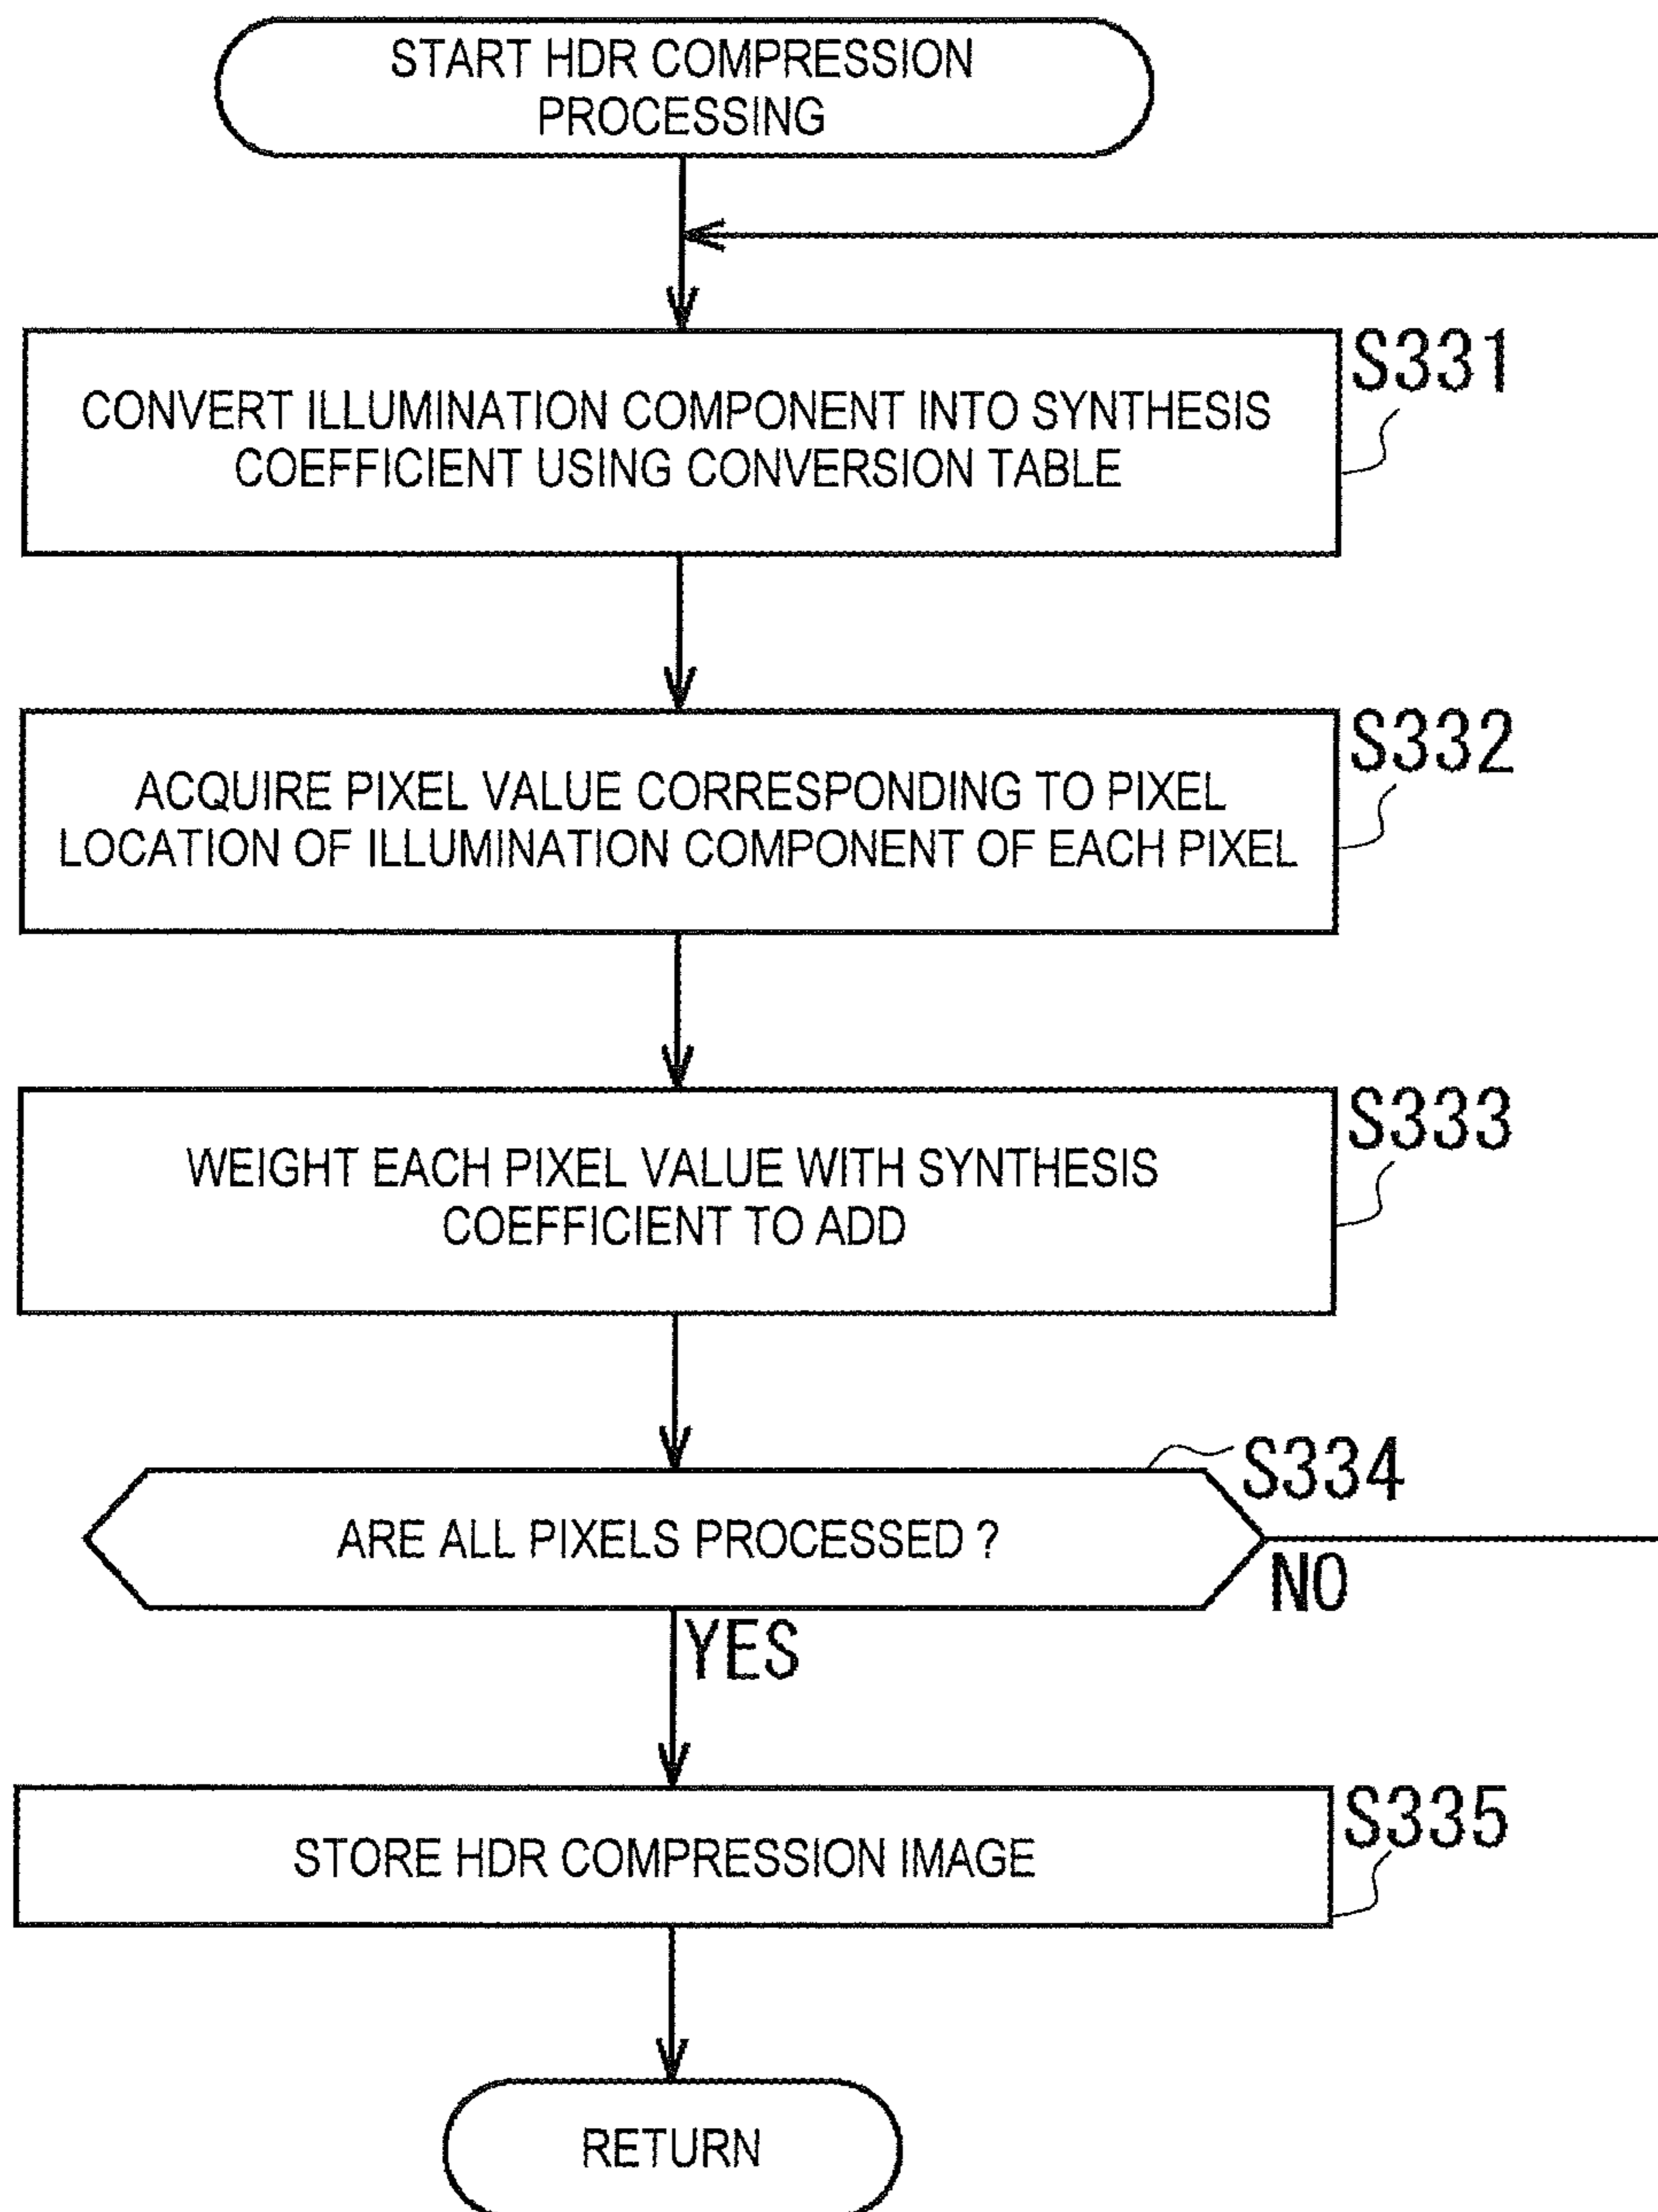 START HDR COMPRESSION
PROCESSING
S331
CONVERT ILLUMINATION COMPONENT INTO SYNTHESIS
COEFFICIENT USING CONVERSION TABLE
S332
ACQUIRE PIXEL VALUE CORRESPONDING TO PIXEL
LOCATION OF ILLUMINATION COMPONENT OF EACH PIXEL
S333
WEIGHT EACH PIXEL VALUE WITH SYNTHESIS
COEFFICIENT TO ADD
S334
ARE ALL PIXELS PROCESSED ?
NO
YES
S335
STORE HDR COMPRESSION IMAGE
RETURN